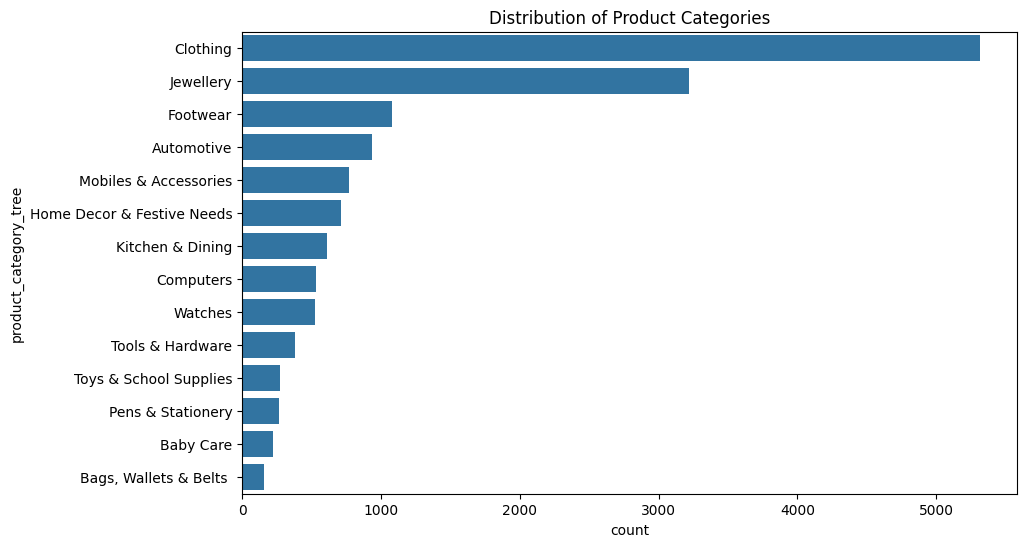 Distribution of Product Categories
product_category_tree
Clothing
Jewellery
Footwear
Automotive
Mobiles & Accessories
Home Decor & Festive Needs
Kitchen & Dining
Computers
Watches
Tools & Hardware
Toys & School Supplies
Pens & Stationery
Baby Care
Bags, Wallets & Belts
0 1000 2000 3000 4000 5000
count